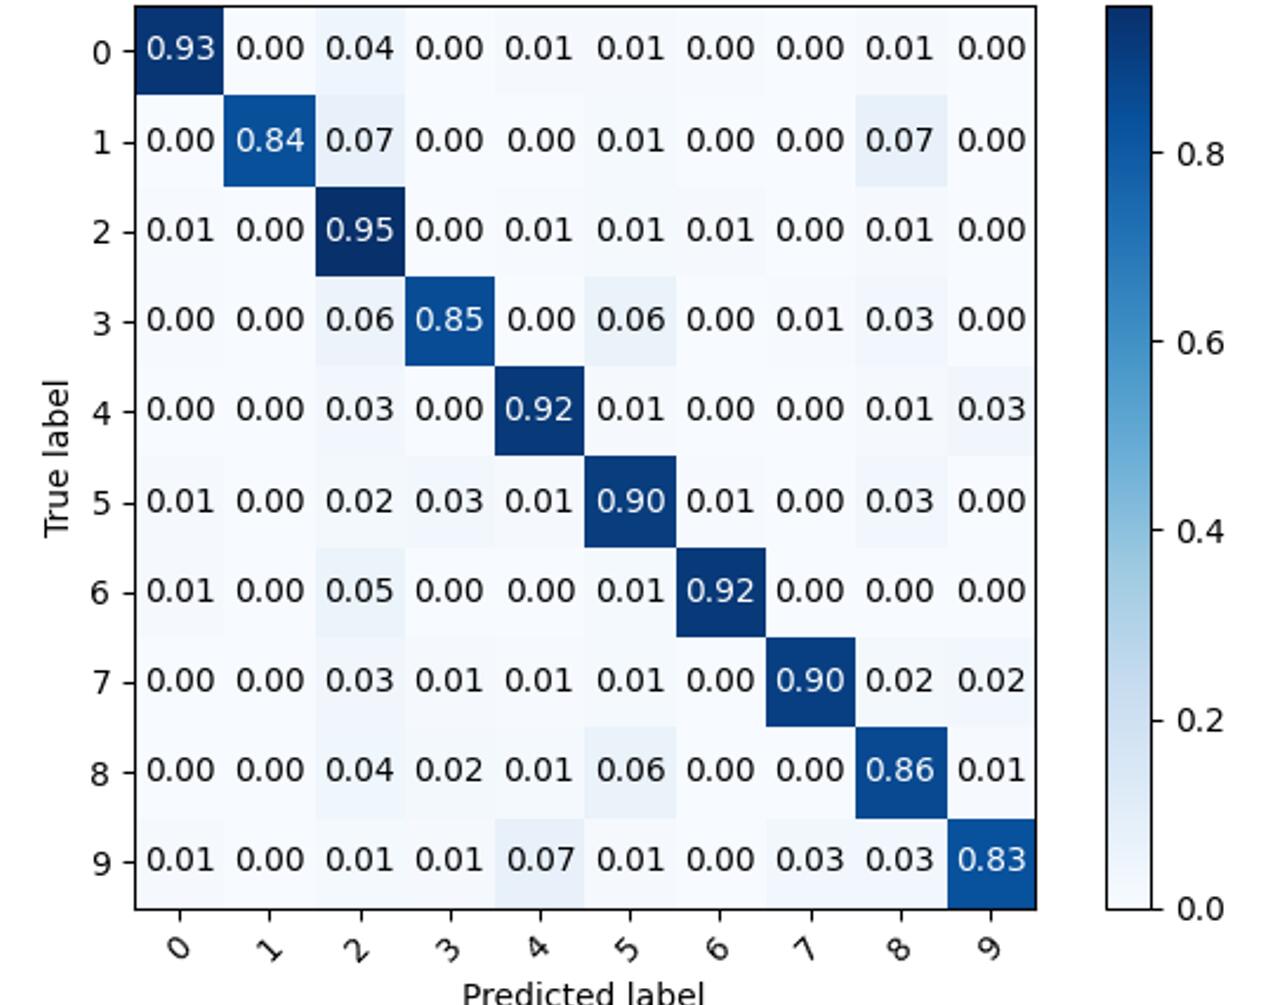 0 0.93 0.00 0.04 0.00 0.01 0.01 0.00 0.00 0.01 0.00
1 0.00 0.84 0.07 0.00 0.00 0.01 0.00 0.00 0.07 0.00
2 0.01 0.00 0.95 0.00 0.01 0.01 0.01 0.00 0.01 0.00
3 0.00 0.00 0.06 0.85 0.00 0.06 0.00 0.01 0.03 0.00
4 0.00 0.00 0.03 0.00 0.92 0.01 0.00 0.00 0.01 0.03
5 0.01 0.00 0.02 0.03 0.01 0.90 0.01 0.00 0.03 0.00
6 0.01 0.00 0.05 0.00 0.00 0.01 0.92 0.00 0.00 0.00
7 0.00 0.00 0.03 0.01 0.01 0.01 0.00 0.90 0.02 0.02
8 0.00 0.00 0.04 0.02 0.01 0.06 0.00 0.00 0.86 0.01
9 0.01 0.00 0.01 0.01 0.07 0.01 0.00 0.03 0.03 0.83
0 1 2 3 4 5 6 7 8 9
True label
Predicted label
0.8
0.6
0.4
0.2
0.0